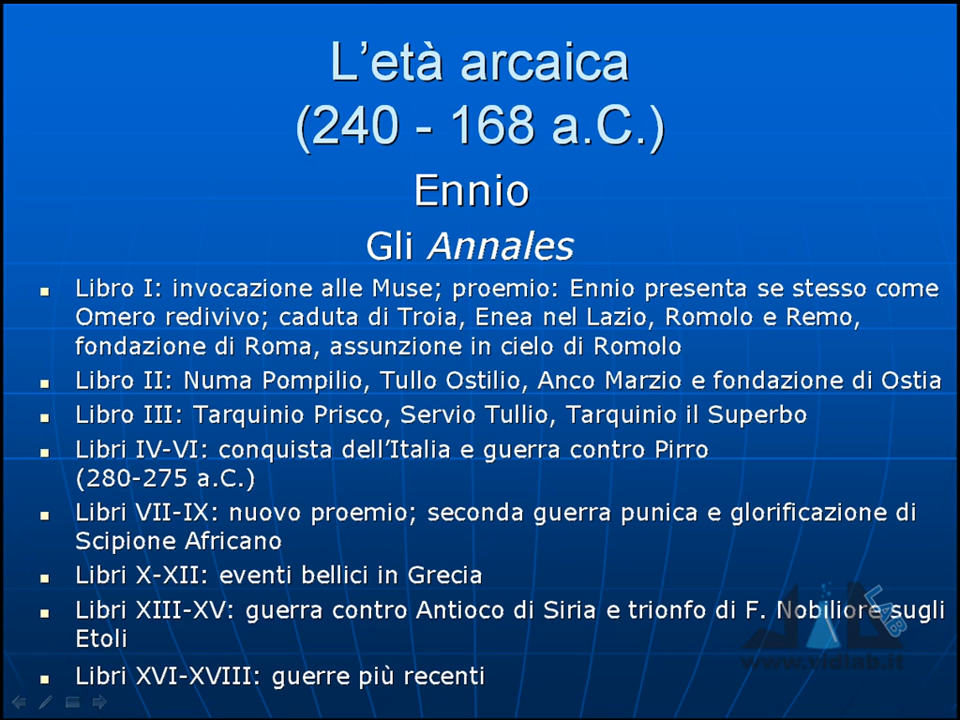 L'età arcaica
(240 - 168 a.C.)
Ennio
Gli Annales
Libro I: invocazione alle Muse; proemio: Ennio presenta se stesso come
Omero redivivo; caduta di Troia, Enea nel Lazio, Romolo e Remo,
fondazione di Roma, assunzione in cielo di Romolo
Libro II: Numa Pompilio, Tullo Ostilio, Anco Marzio e fondazione di Ostia
Libro III: Tarquinio Prisco, Servio Tullio, Tarquinio il Superbo
Libri IV-VI: conquista dell'Italia e guerra contro Pirro
(280-275 a.C.)
Libri VII-IX: nuovo proemio; seconda guerra punica e glorificazione di
Scipione Africano
Libri X-XII: eventi bellici in Grecia
Libri XIII-XV: guerra contro Antioco di Siria e trionfo di F. Nobiliore sugli
Etoli
Libri XVI-XVIII: guerre più recenti
LAB
www.vidlab.it